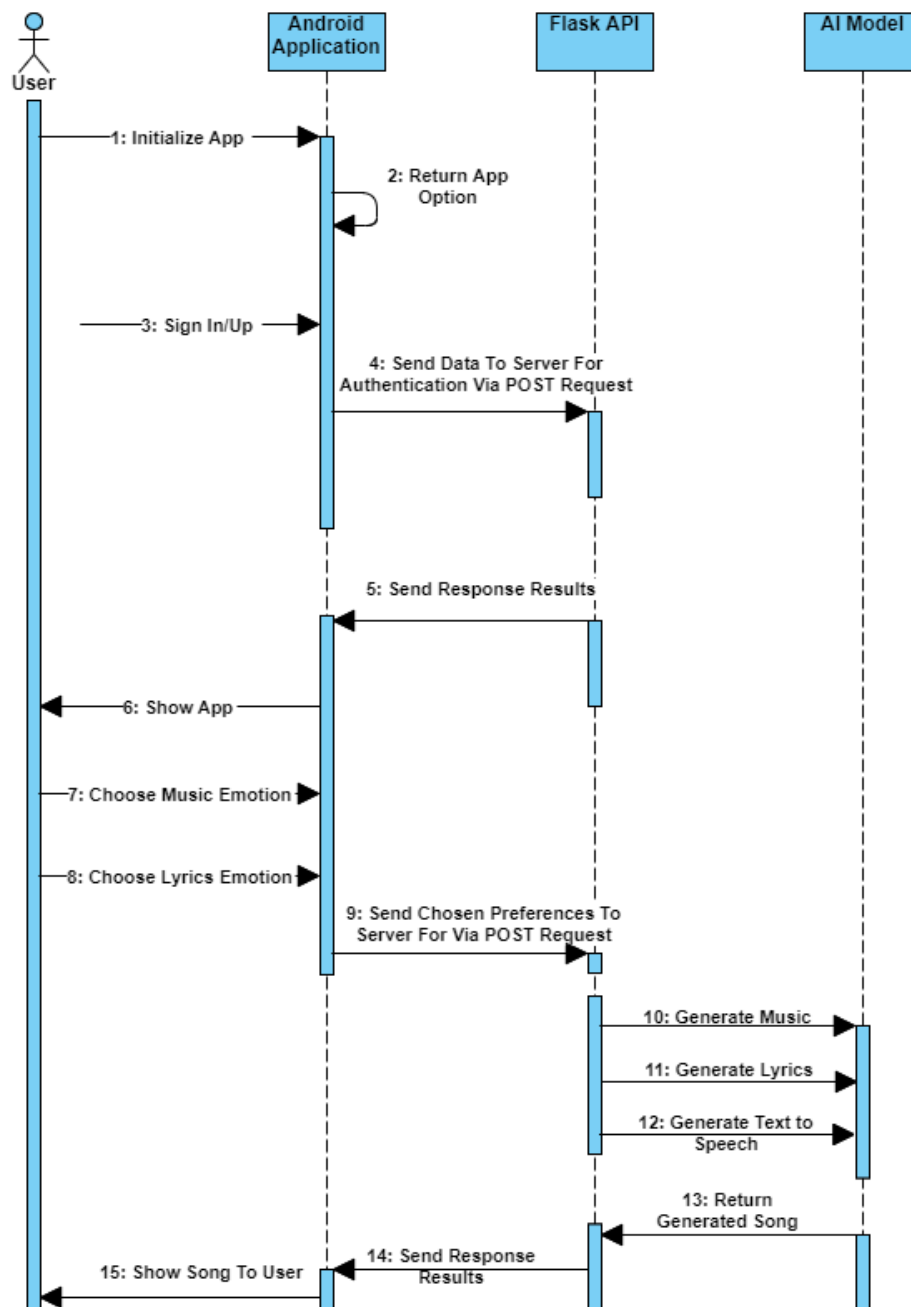 User
Android
Application
Flask API
AI Model
1: Initialize App
2: Return App
Option
3: Sign In/Up
4: Send Data To Server For
Authentication Via POST Request
5: Send Response Results
6: Show App
7: Choose Music Emotion
8: Choose Lyrics Emotion
9: Send Chosen Preferences To
Server For Via POST Request
10: Generate Music
11: Generate Lyrics
12: Generate Text to
Speech
13: Return
Generated Song
14: Send Response
Results
15: Show Song To User